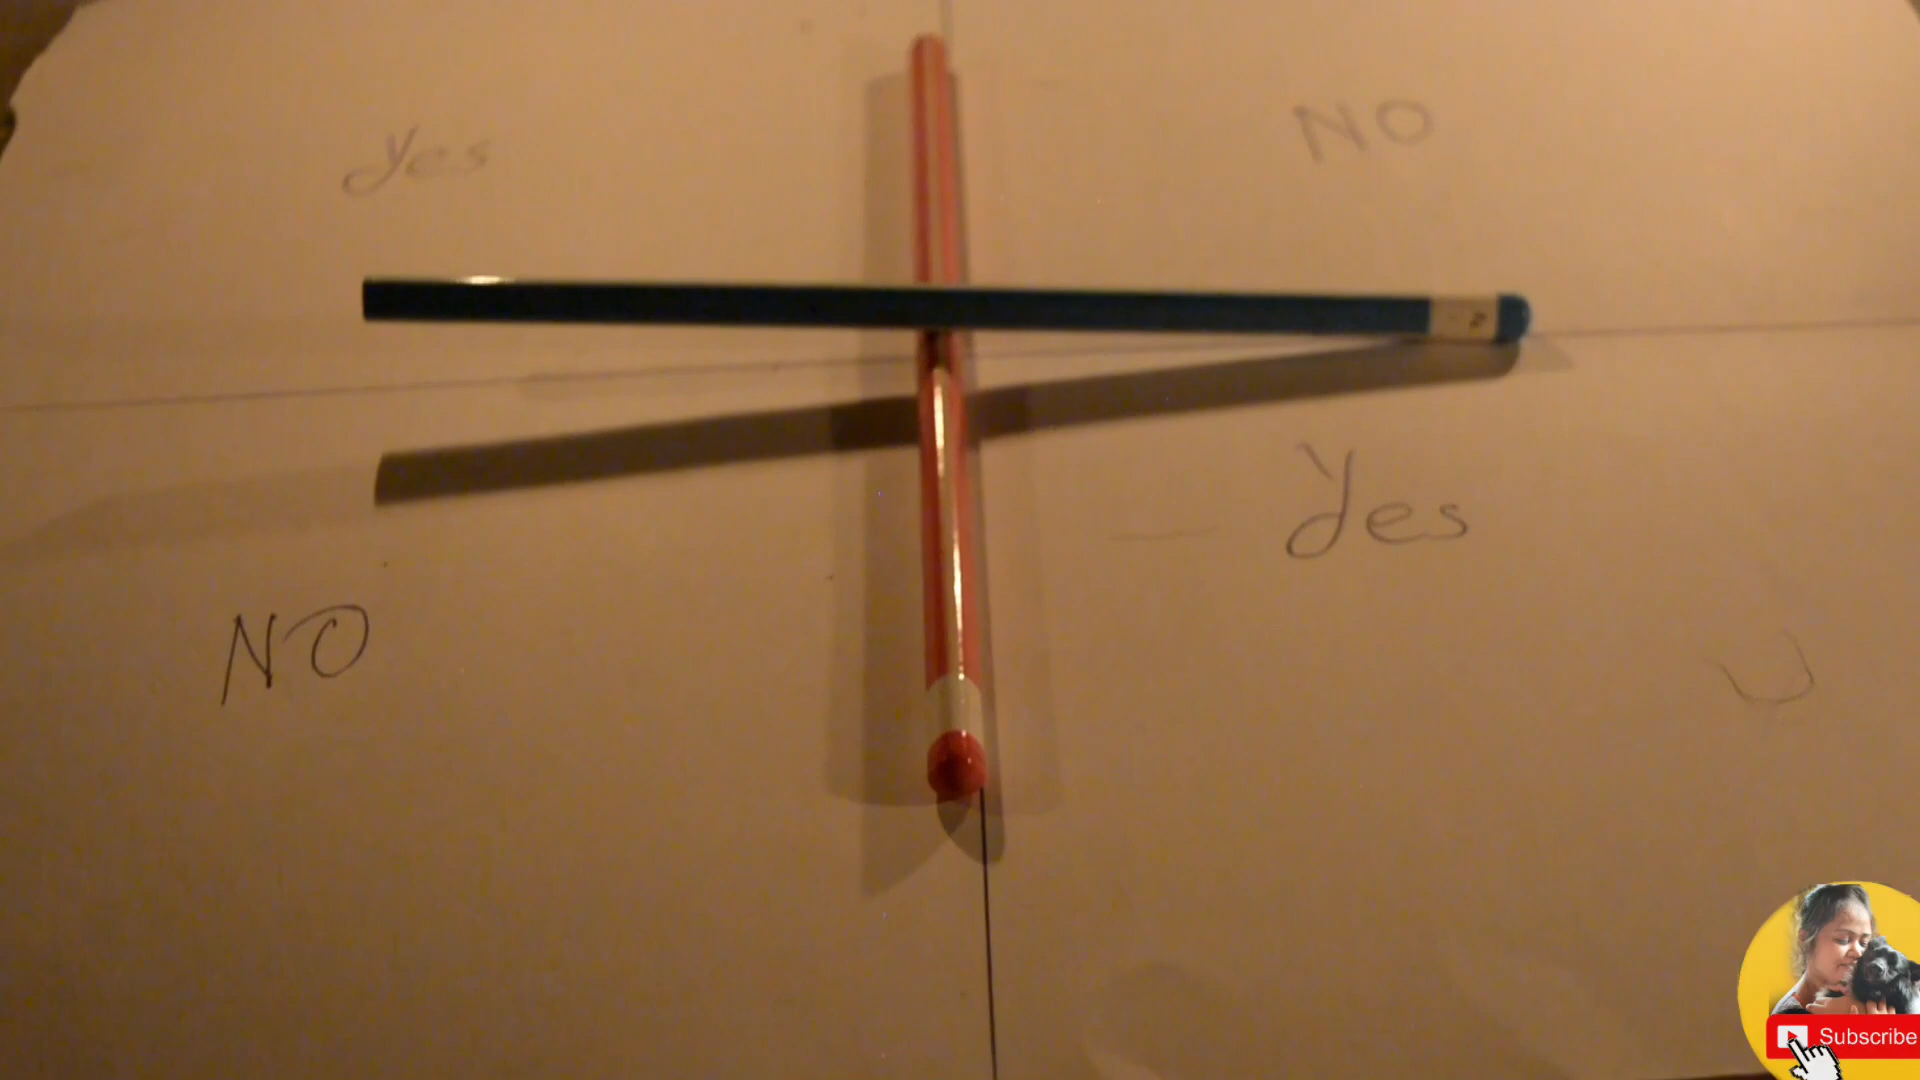 yes
NO
Yes
NO
Subscribe